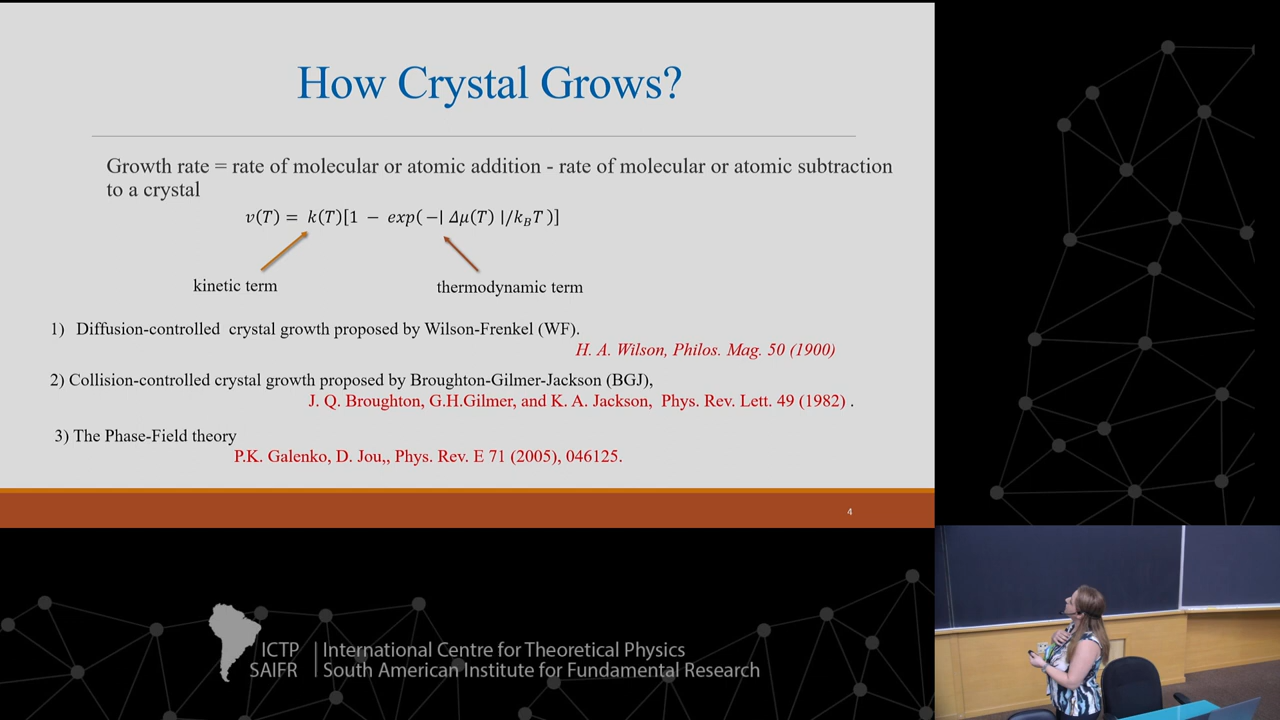 How Crystal Grows?
Growth rate = rate of molecular or atomic addition - rate of molecular or atomic subtraction
to a crystal
v(T) = k(T)[1 − exp(−| Δμ(T) |/k_BT )]
kinetic term
thermodynamic term
1) Diffusion-controlled crystal growth proposed by Wilson-Frenkel (WF).
H. A. Wilson, Philos. Mag. 50 (1900)
2) Collision-controlled crystal growth proposed by Broughton-Gilmer-Jackson (BGJ),
J. Q. Broughton, G.H.Gilmer, and K. A. Jackson, Phys. Rev. Lett. 49 (1982) .
3) The Phase-Field theory
P.K. Galenko, D. Jou,, Phys. Rev. E 71 (2005), 046125.
4
ICTP
SAIFR
International Centre for Theoretical Physics
South American Institute for Fundamental Research